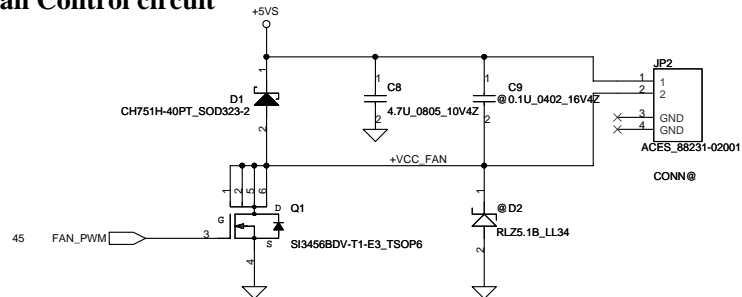 an Control circuit
+5VS
1
D1
CH751H-40PT_SOD323-2
2
1
C8
4.7U_0805_10V4Z
2
1
C9
@0.1U_0402_16V4Z
2
JP2
1 1
2 2
3 GND
4 GND
ACES_88231-02001
CONN@
+VCC_FAN
1 2 5 6
D
Q1
G
S
SI3456BDV-T1-E3_TSOP6
3
4
45 FAN_PWM
1
@D2
RLZ5.1B_LL34
2